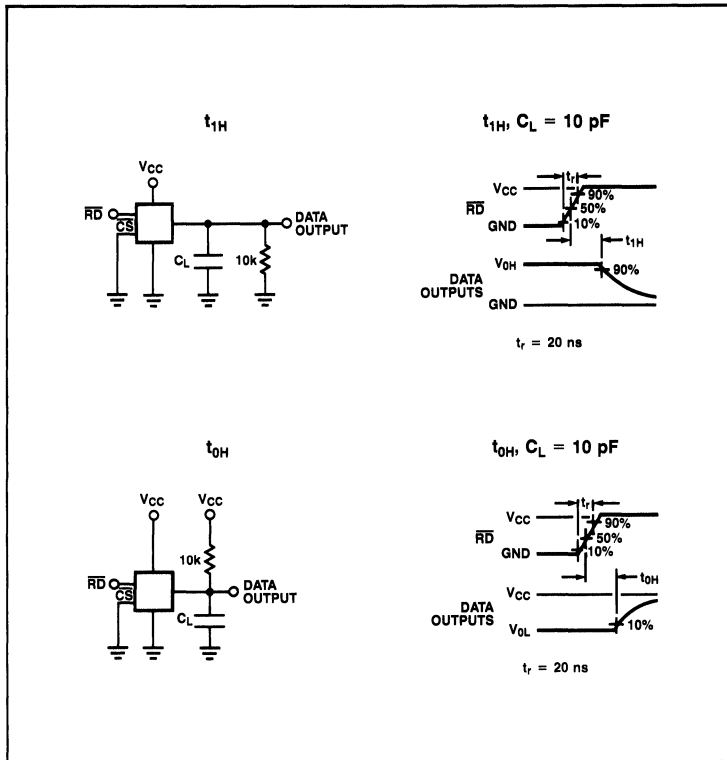 t1H
VCC
RD
CS
DATA
OUTPUT
CL
10k
t1H, CL = 10 pF
tr
VCC
90%
RD
50%
GND
10%
t1H
V0H
90%
DATA
OUTPUTS
GND
tr = 20 ns
t0H
VCC
VCC
10k
RD
CS
DATA
OUTPUT
CL
t0H, CL = 10 pF
tr
VCC
90%
RD
50%
GND
10%
t0H
VCC
DATA
OUTPUTS
V0L
10%
tr = 20 ns